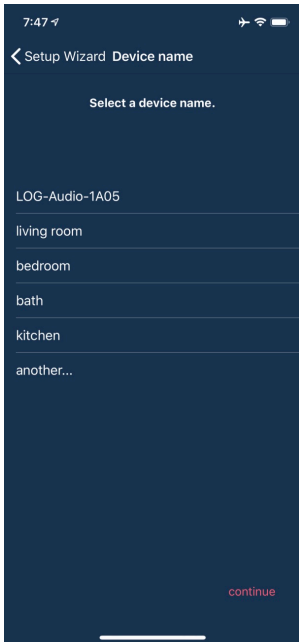 7:47
Setup Wizard Device name
Select a device name.
LOG-Audio-1A05
living room
bedroom
bath
kitchen
another...
continue